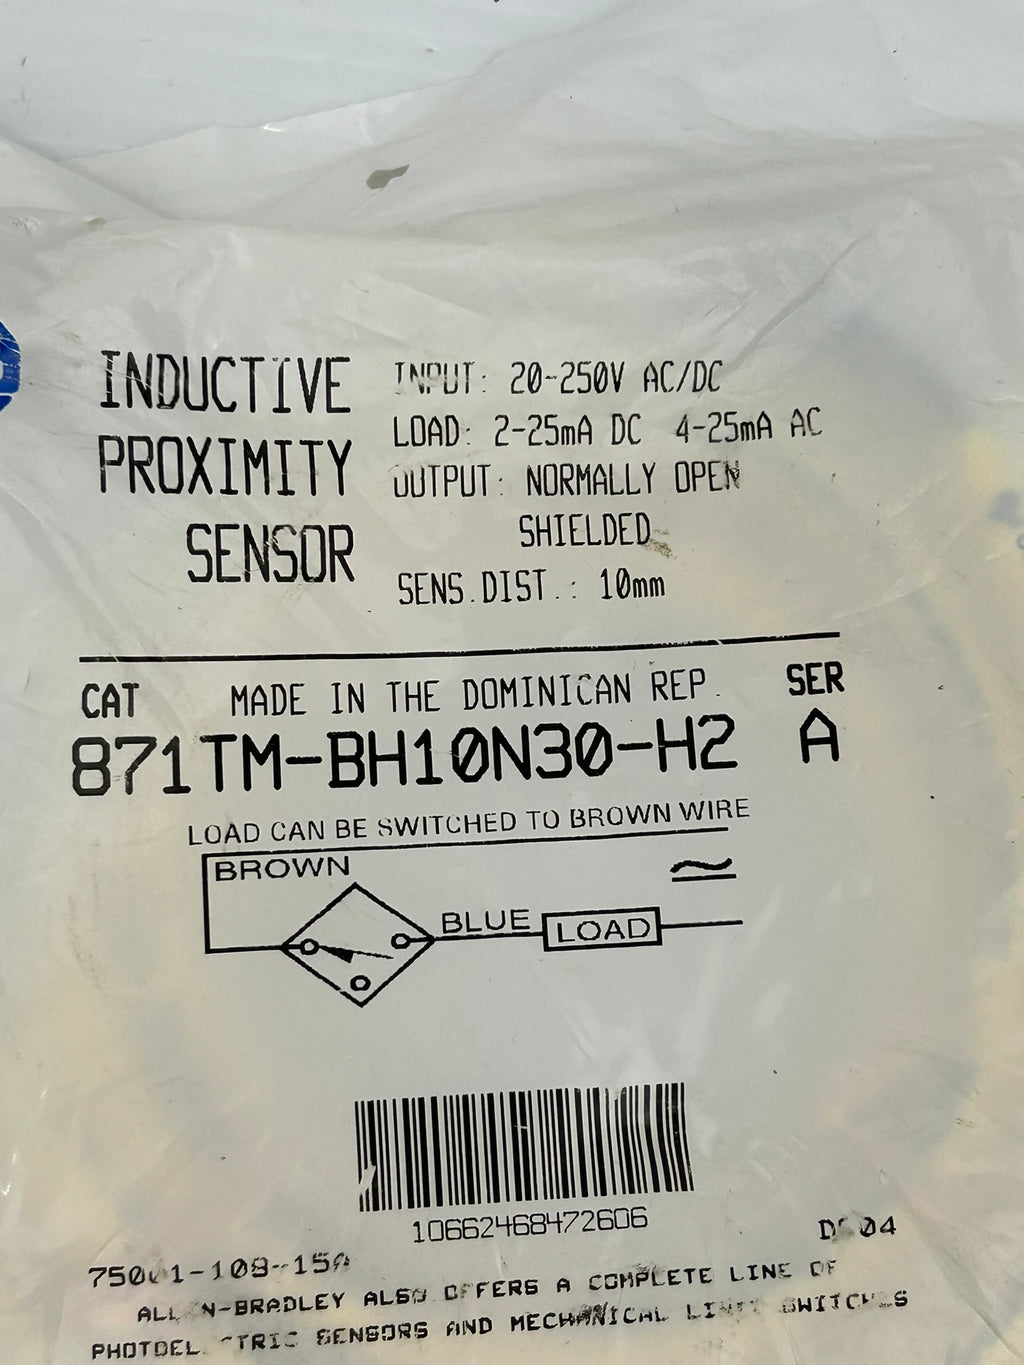 INDUCTIVE
PROXIMITY
SENSOR
INPUT: 20-250V AC/DC
LOAD: 2-25mA DC 4-25mA AC
OUTPUT: NORMALLY OPEN
SHIELDED
SENS.DIST.: 10mm
CAT MADE IN THE DOMINICAN REP. SER
871TM-BH10N30-H2 A
LOAD CAN BE SWITCHED TO BROWN WIRE
BROWN
BLUE LOAD
10662468472606
ALSO OFFERS A COMPLETE LINE OF
SENSORS AND MECHANICAL LIMIT SWITCHES